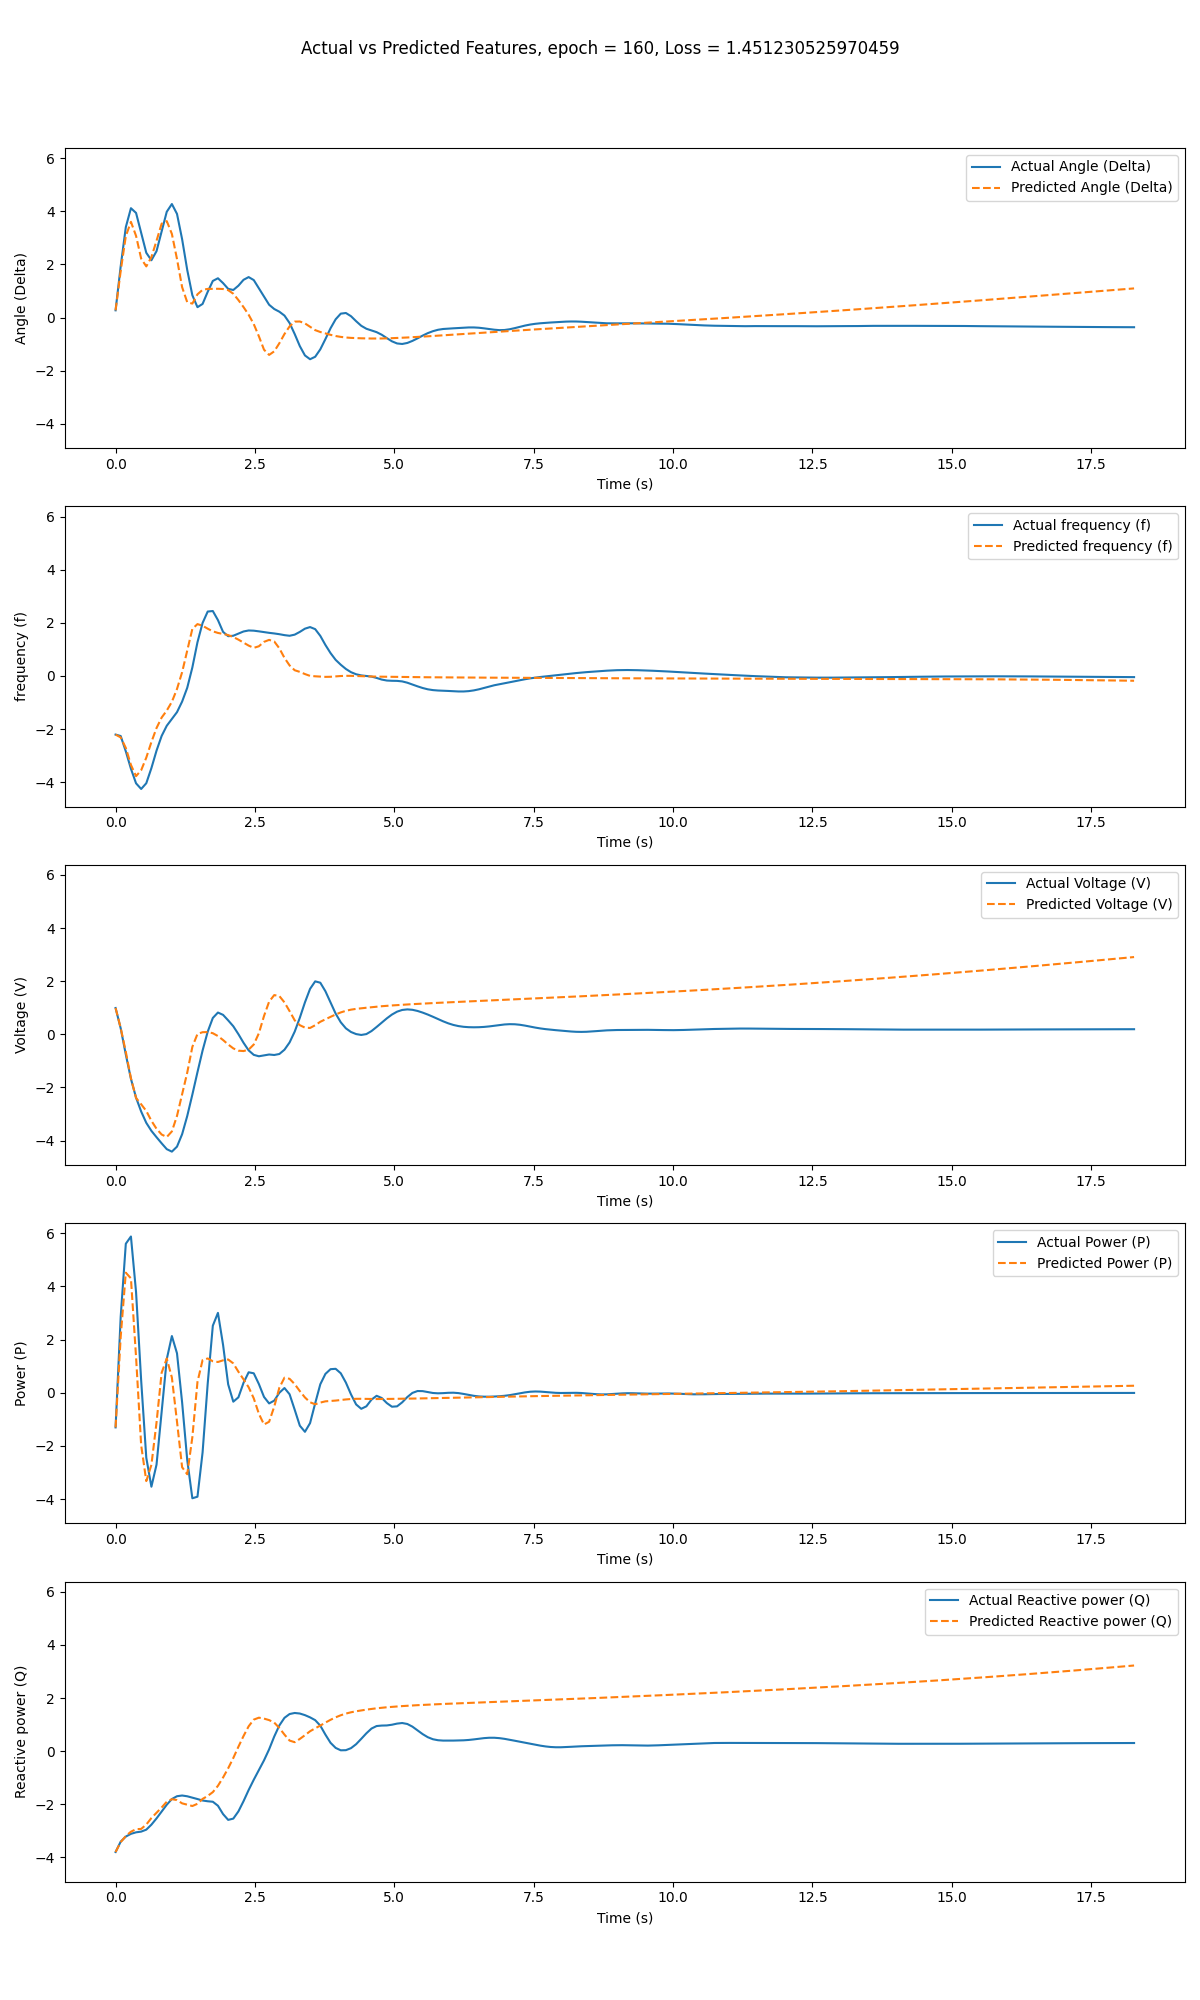 Actual vs Predicted Features, epoch = 160, Loss = 1.451230525970459
6
4
2
0
−2
−4
Angle (Delta)
Actual Angle (Delta)
Predicted Angle (Delta)
0.0 2.5 5.0 7.5 10.0 12.5 15.0 17.5
Time (s)
6
4
2
0
−2
−4
frequency (f)
Actual frequency (f)
Predicted frequency (f)
0.0 2.5 5.0 7.5 10.0 12.5 15.0 17.5
Time (s)
6
4
2
0
−2
−4
Voltage (V)
Actual Voltage (V)
Predicted Voltage (V)
0.0 2.5 5.0 7.5 10.0 12.5 15.0 17.5
Time (s)
6
4
2
0
−2
−4
Power (P)
Actual Power (P)
Predicted Power (P)
0.0 2.5 5.0 7.5 10.0 12.5 15.0 17.5
Time (s)
6
4
2
0
−2
−4
Reactive power (Q)
Actual Reactive power (Q)
Predicted Reactive power (Q)
0.0 2.5 5.0 7.5 10.0 12.5 15.0 17.5
Time (s)